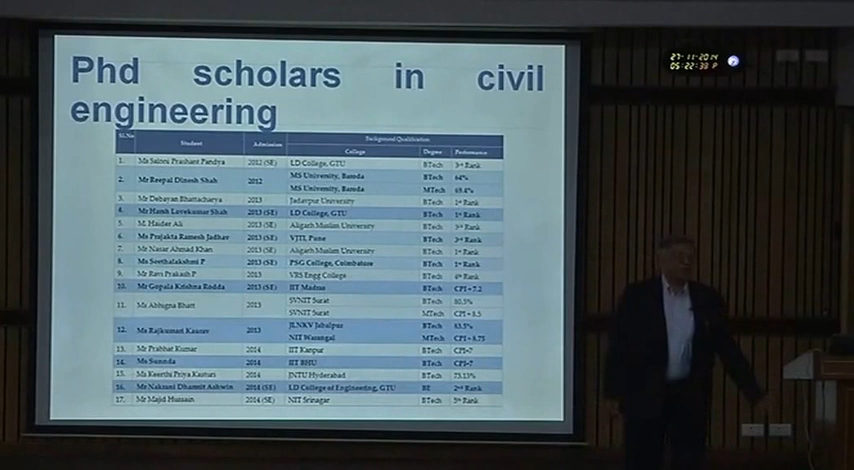 27-11-2014
05:22:38 P
Phd scholars in civil
engineering
Sl.No Student Admission Background Qualification
College Degree Performance
1. Ms Saloni Prashant Pandya 2012 (SE) LD College, GTU BTech 3rd Rank
2. Mr Reepal Dinesh Shah 2012 MS University, Baroda BTech 64%
MS University, Baroda MTech 69.4%
3. Mr Debayan Bhattacharya 2013 Jadavpur University BTech 1st Rank
4. Mr Harsh Lovekumar Shah 2013 (SE) LD College, GTU BTech 1st Rank
5. M. Haider Ali 2013 (SE) Aligarh Muslim University BTech 3rd Rank
6. Ms Prajakta Ramesh Jadhav 2013 (SE) VJTI, Pune BTech 3rd Rank
7. Mr Nasar Ahmad Khan 2013 (SE) Aligarh Muslim University BTech 1st Rank
8. Ms Seethalakshmi P 2013 (SE) PSG College, Coimbatore BTech 1st Rank
9. Mr Ravi Prakash P 2013 VRS Engg College BTech 4th Rank
10. Mr Gopala Krishna Rodda 2013 (SE) IIT Madras BTech CPI - 7.2
11. Ms Abhugna Bhatt 2013 SVNIT Surat BTech 80.5%
SVNIT Surat MTech CPI - 8.5
12. Ms Rajkumari Kaurav 2013 JLNKV Jabalpur BTech 83.5%
NIT Warangal MTech CPI - 8.75
13. Mr Prabhat Kumar 2014 IIT Kanpur BTech CPI-7
14. Ms 2014 IIT BHU BTech CPI-7
15. Ms Keerthi Priya Kasturi 2014 JNTU Hyderabad BTech 73.13%
16. Mr Nakrani Dharmit Ashwin 2014 (SE) LD College of Engineering, GTU BE 2nd Rank
17. Mr Majid Hussain 2014 (SE) NIT Srinagar BTech 5th Rank